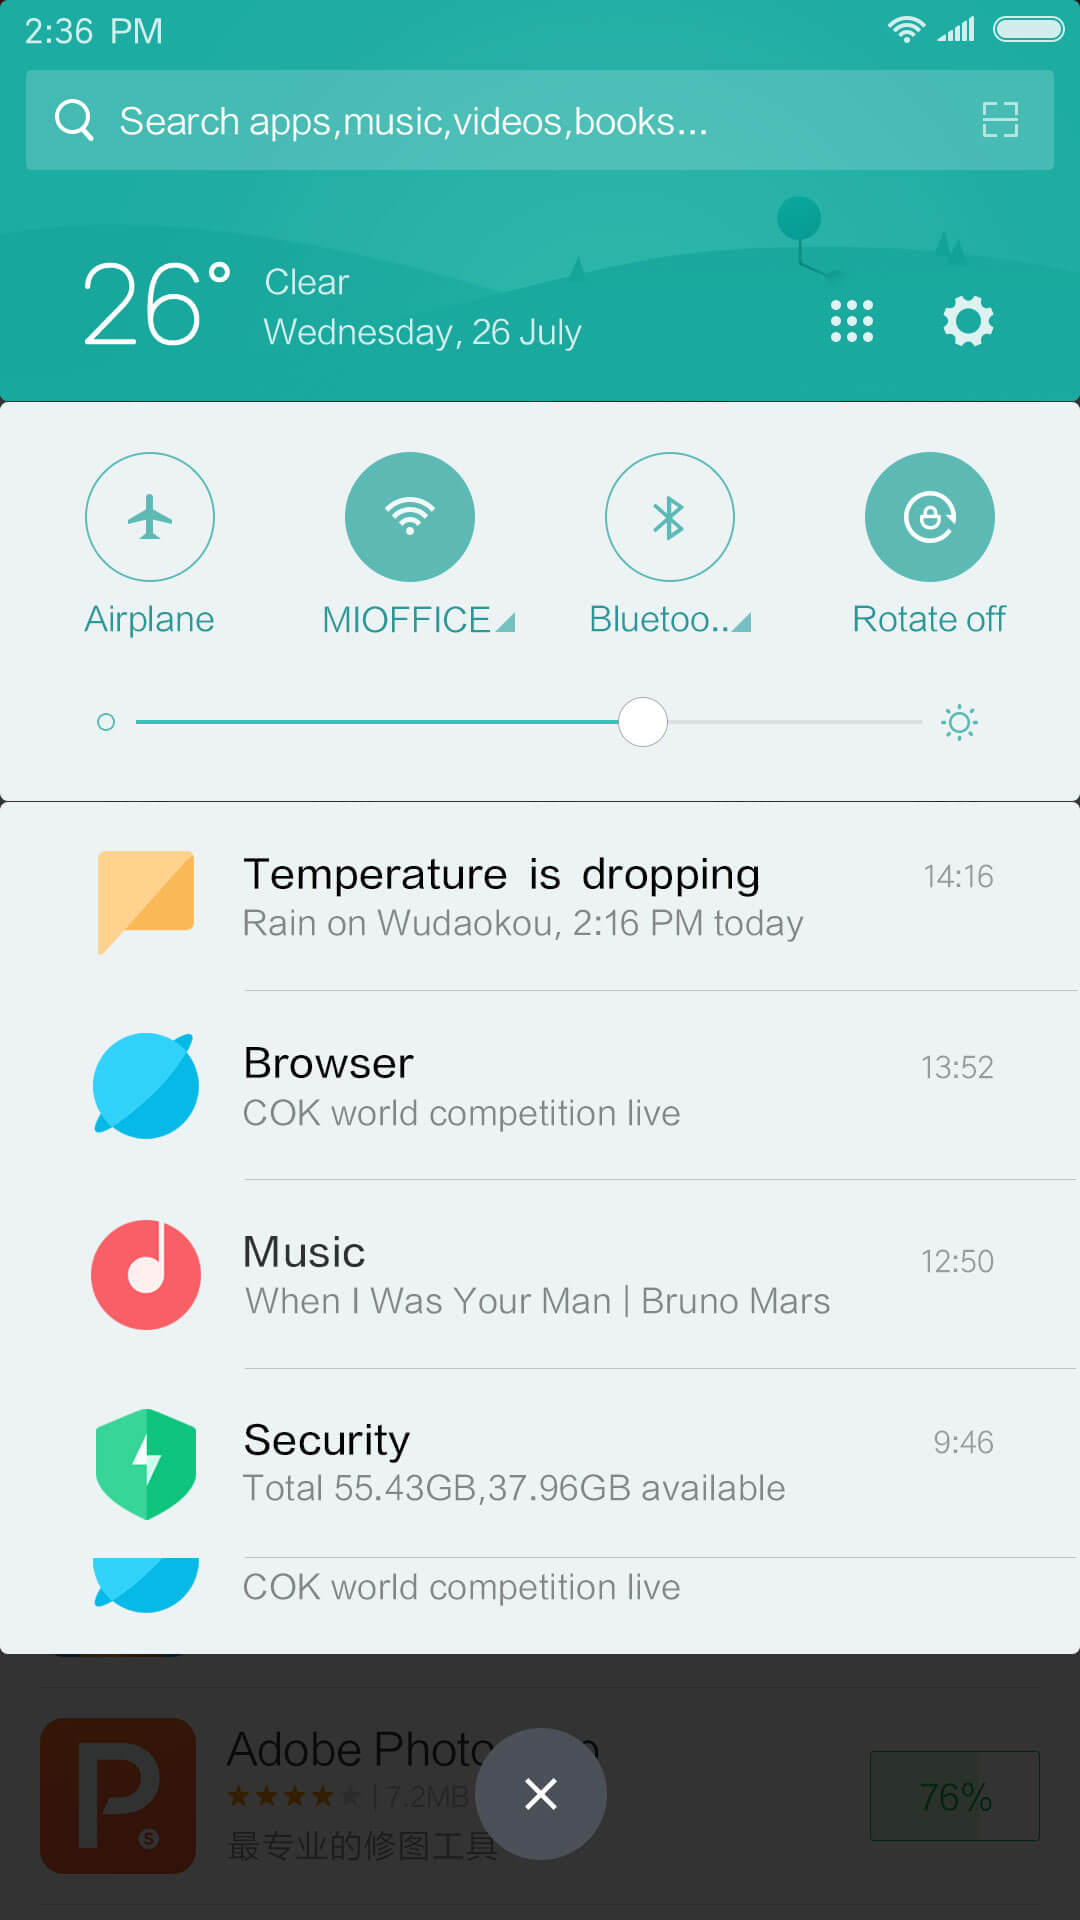 2:36 PM
Search apps,music,videos,books...
26°
Clear
Wednesday, 26 July
Airplane
MIOFFICE
Bluetoo..
Rotate off
Temperature is dropping
14:16
Rain on Wudaokou, 2:16 PM today
Browser
13:52
COK world competition live
Music
12:50
When I Was Your Man | Bruno Mars
Security
9:46
Total 55.43GB,37.96GB available
COK world competition live
Adobe
| 7.2MB
76%
最专业的修图工具